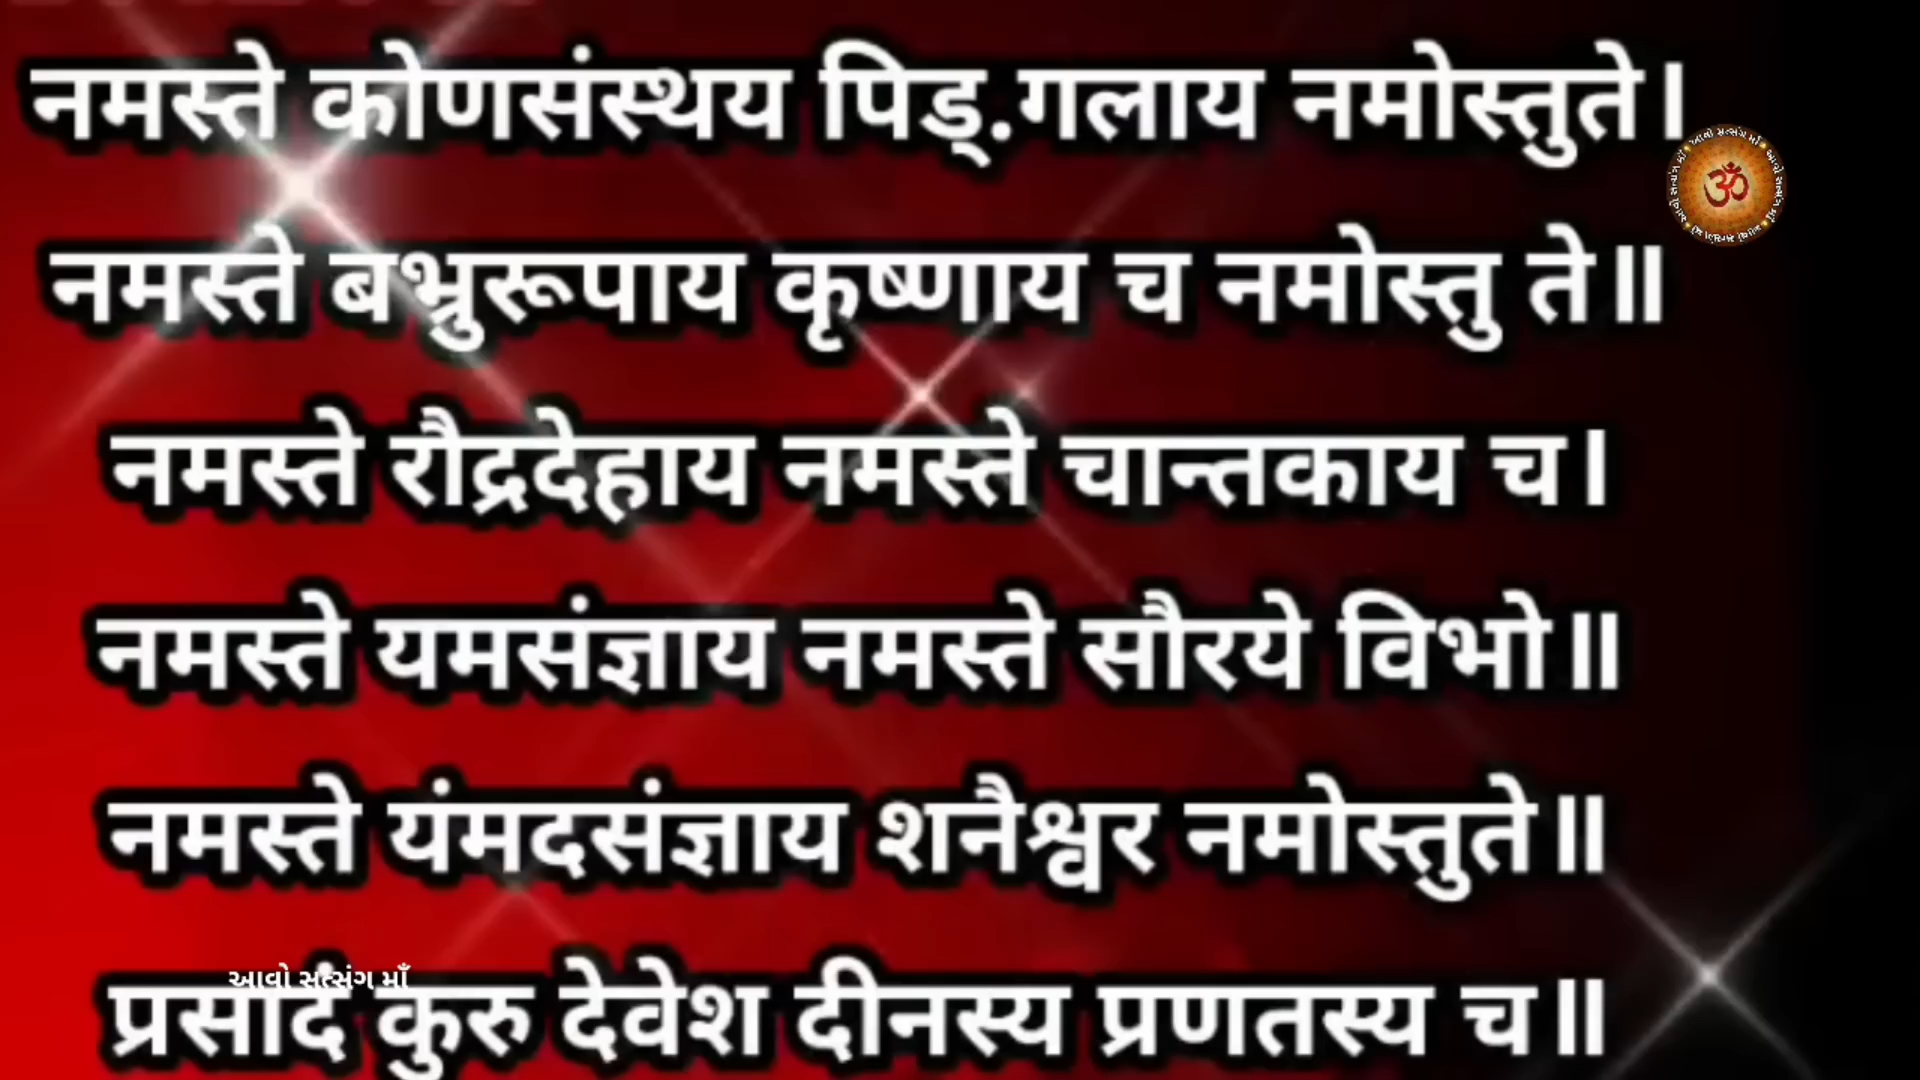 नमस्ते कोणसंस्थय पिड्.गलाय नमोस्तुते।
नमस्ते बभ्रुरूपाय कृष्णाय च नमोस्तु ते॥
नमस्ते रौद्रदेहाय नमस्ते चान्तकाय च।
नमस्ते यमसंज्ञाय नमस्ते सौरये विभो॥
नमस्ते यंमदसंज्ञाय शनैश्वर नमोस्तुते॥
આવો સત્સંગ માઁ
प्रसादं कुरु देवेश दीनस्य प्रणतस्य च॥
ॐ